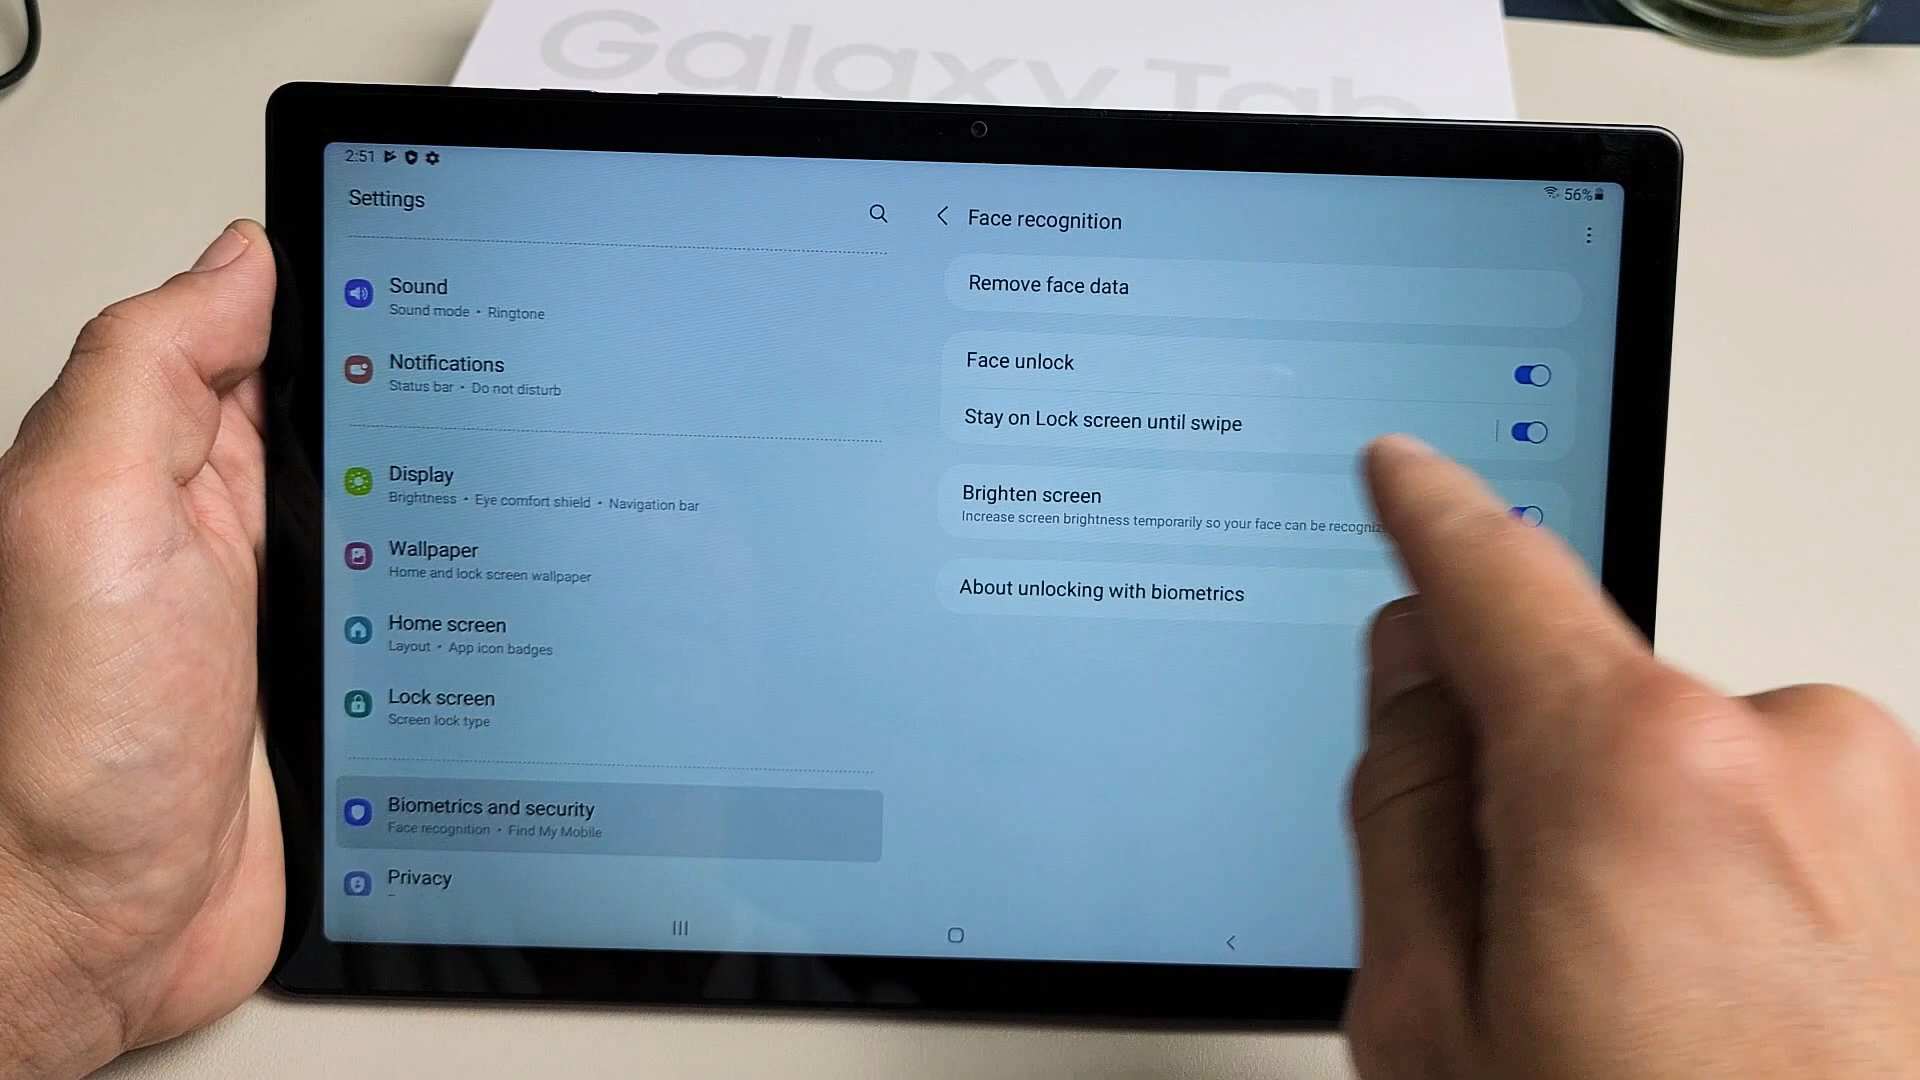 Galaxy Tab
2:51
56%
Settings
Sound
Sound mode • Ringtone
Notifications
Status bar • Do not disturb
Display
Brightness • Eye comfort shield • Navigation bar
Wallpaper
Home and lock screen wallpaper
Home screen
Layout • App icon badges
Lock screen
Screen lock type
Biometrics and security
Face recognition • Find My Mobile
Privacy
Face recognition
Remove face data
Face unlock
Stay on Lock screen until swipe
Brighten screen
Increase screen brightness temporarily so your face can be
About unlocking with biometrics